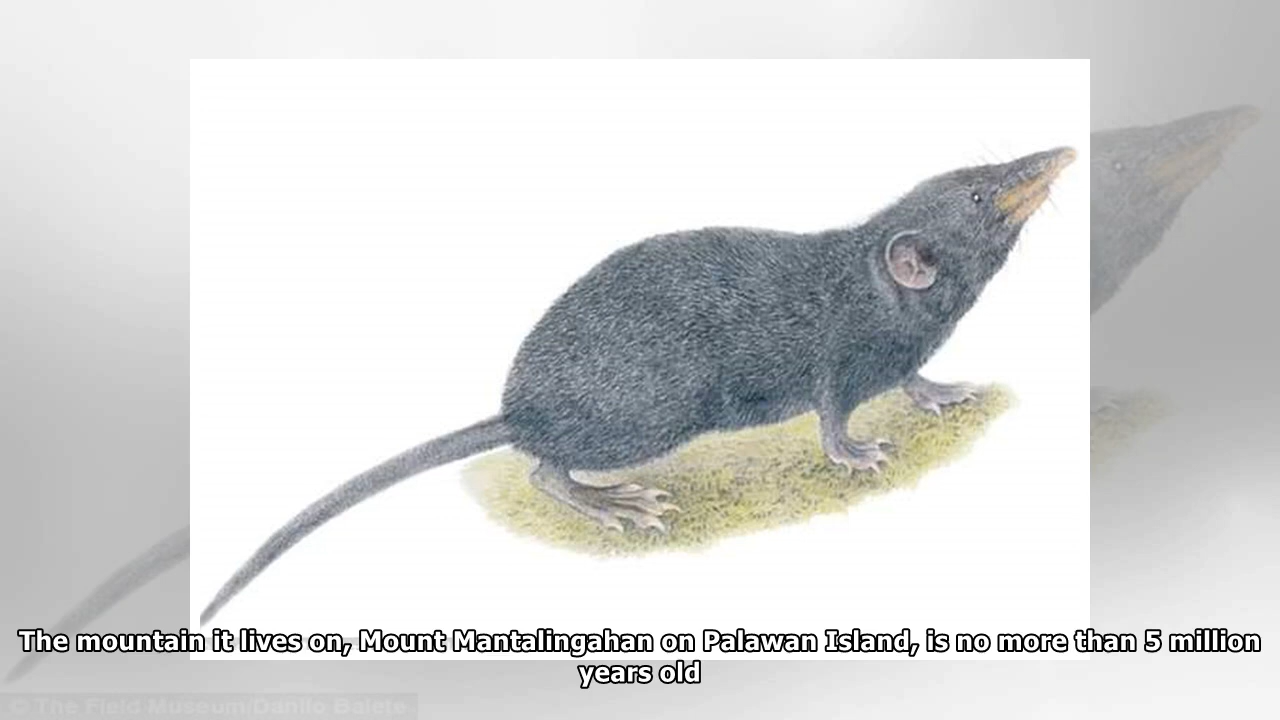 The mountain it lives on, Mount Mantalingahan on Palawan Island, is no more than 5 million
years old
© The Field Museum/Danilo Balete